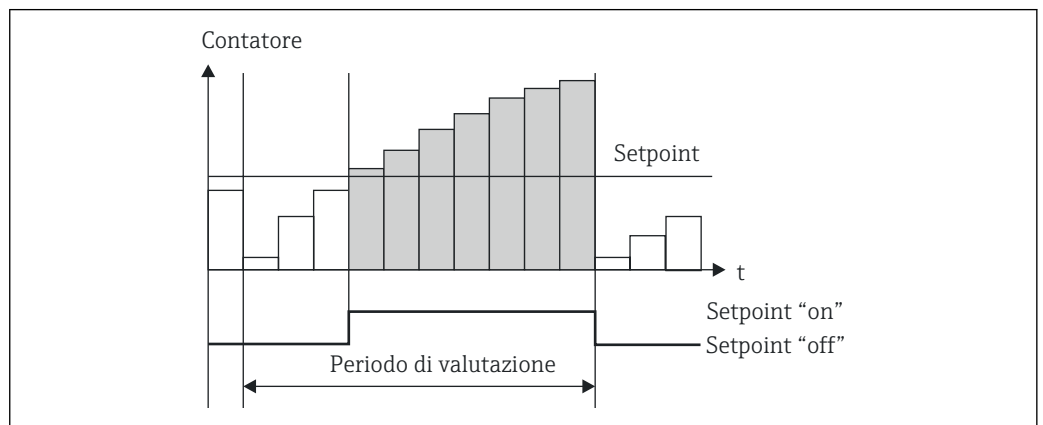 Contatore
Setpoint
t
Setpoint “on”
Setpoint “off”
Periodo di valutazione